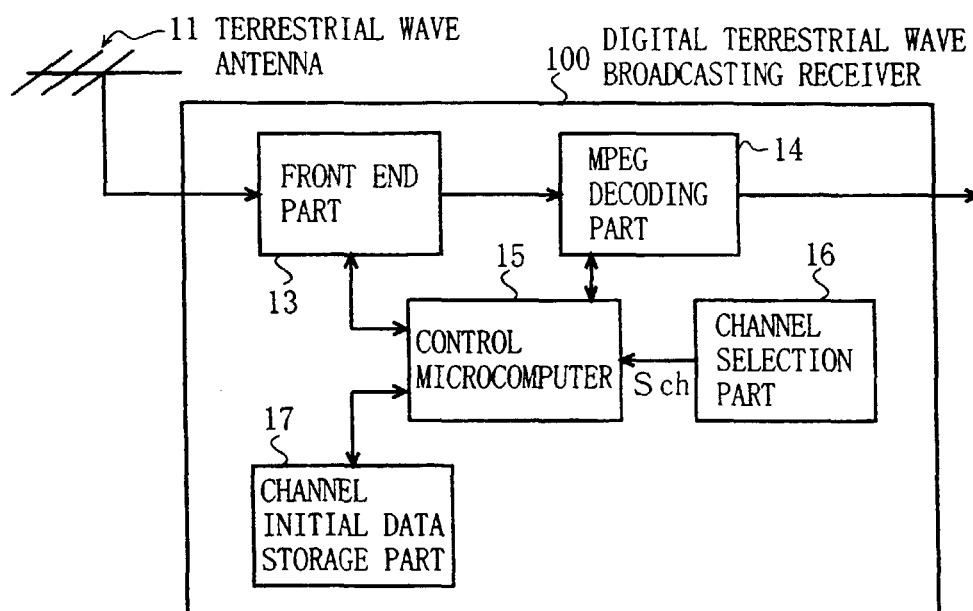 11 TERRESTRIAL WAVE
ANTENNA
DIGITAL TERRESTRIAL WAVE
BROADCASTING RECEIVER
100
FRONT END
PART
13
MPEG
DECODING
PART
14
15
CONTROL
MICROCOMPUTER
16
CHANNEL
SELECTION
PART
Sch
17
CHANNEL
INITIAL DATA
STORAGE PART